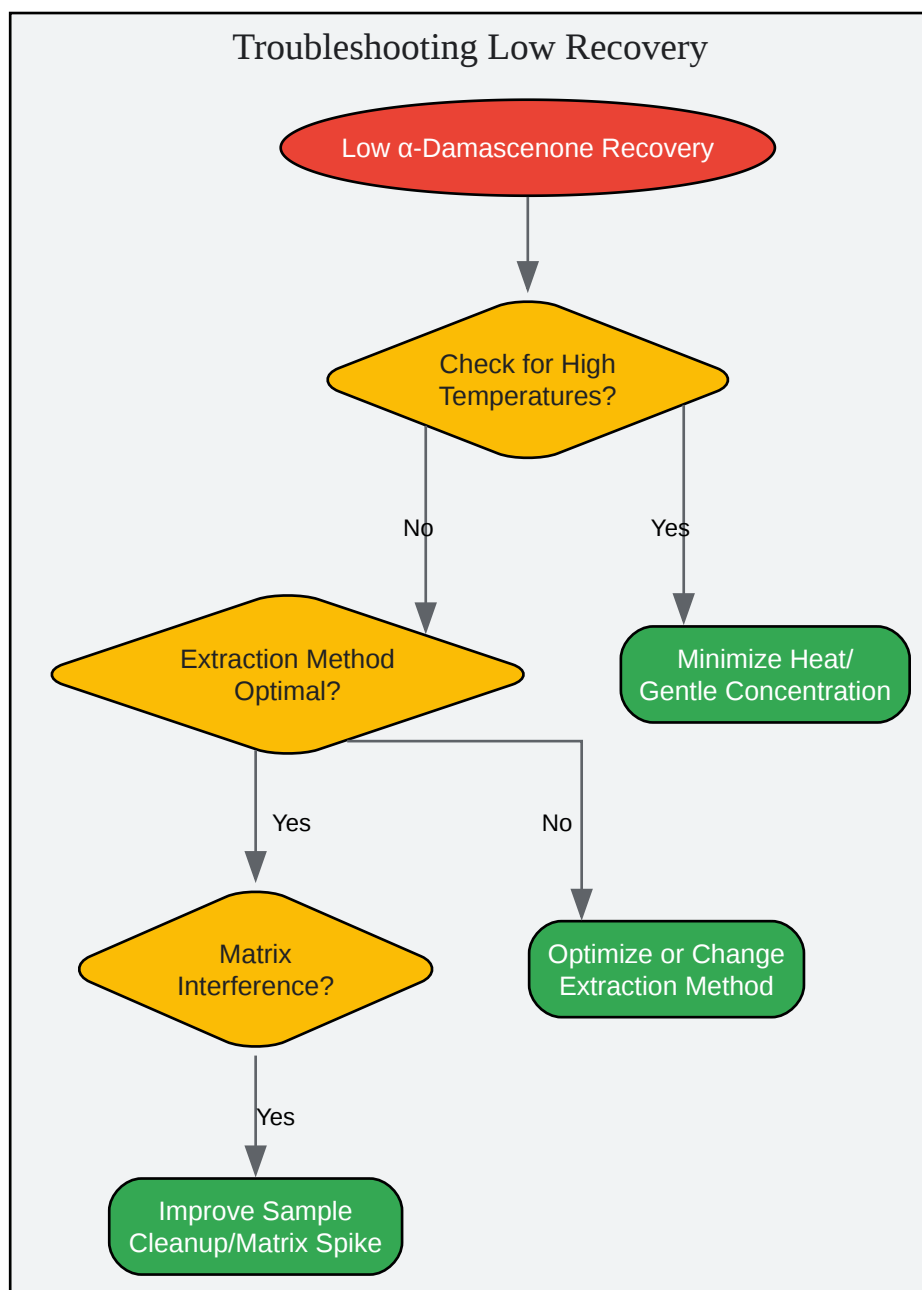 Troubleshooting Low Recovery
Low α-Damascenone Recovery
Check for High
Temperatures?
No
Yes
Extraction Method
Optimal?
Minimize Heat/
Gentle Concentration
Yes
No
Matrix
Interference?
Optimize or Change
Extraction Method
Yes
Improve Sample
Cleanup/Matrix Spike